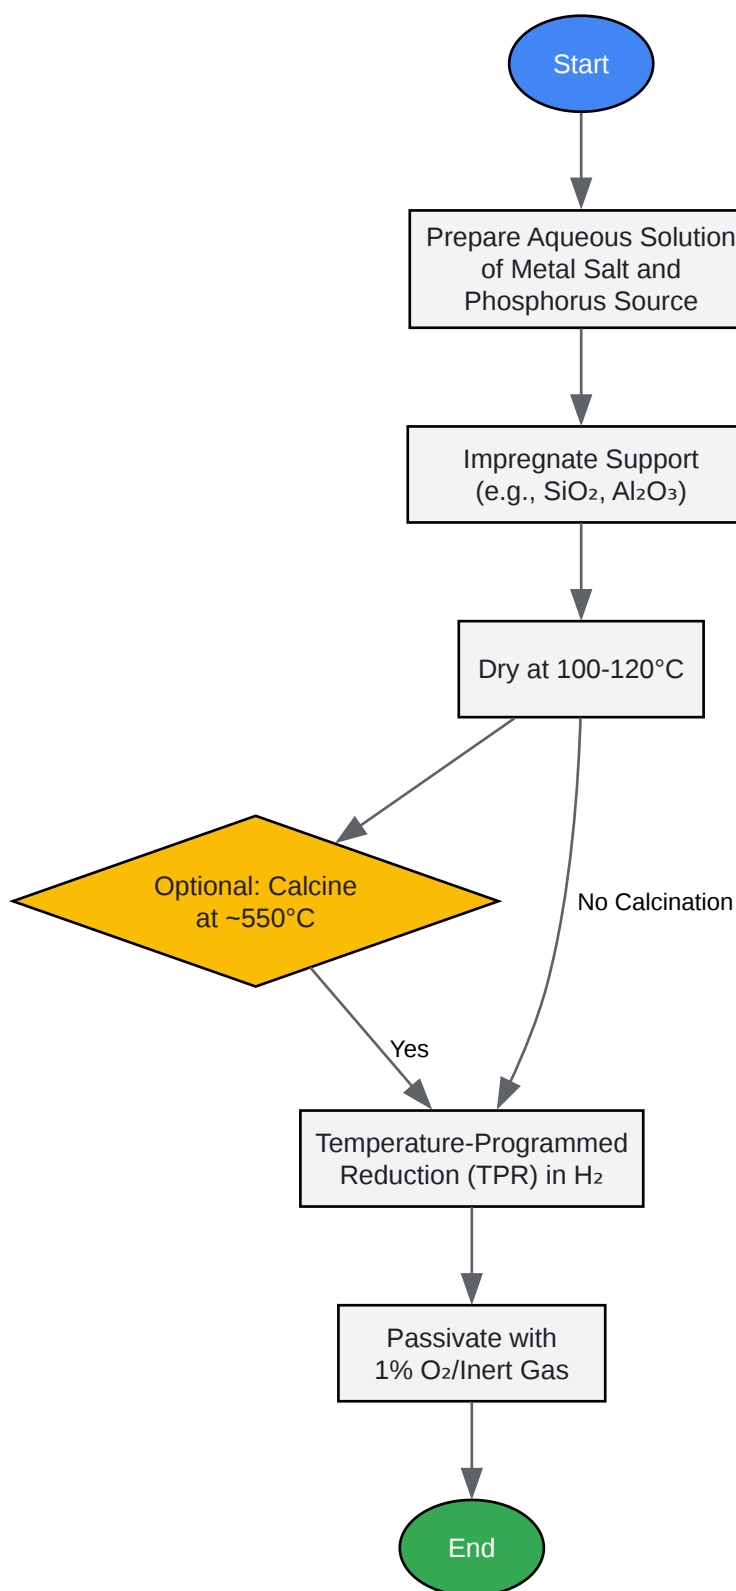 Start
Prepare Aqueous Solution
of Metal Salt and
Phosphorus Source
Impregnate Support
(e.g., SiO₂, Al₂O₃)
Dry at 100-120°C
Optional: Calcine
at ~550°C
No Calcination
Yes
Temperature-Programmed
Reduction (TPR) in H₂
Passivate with
1% O₂/Inert Gas
End